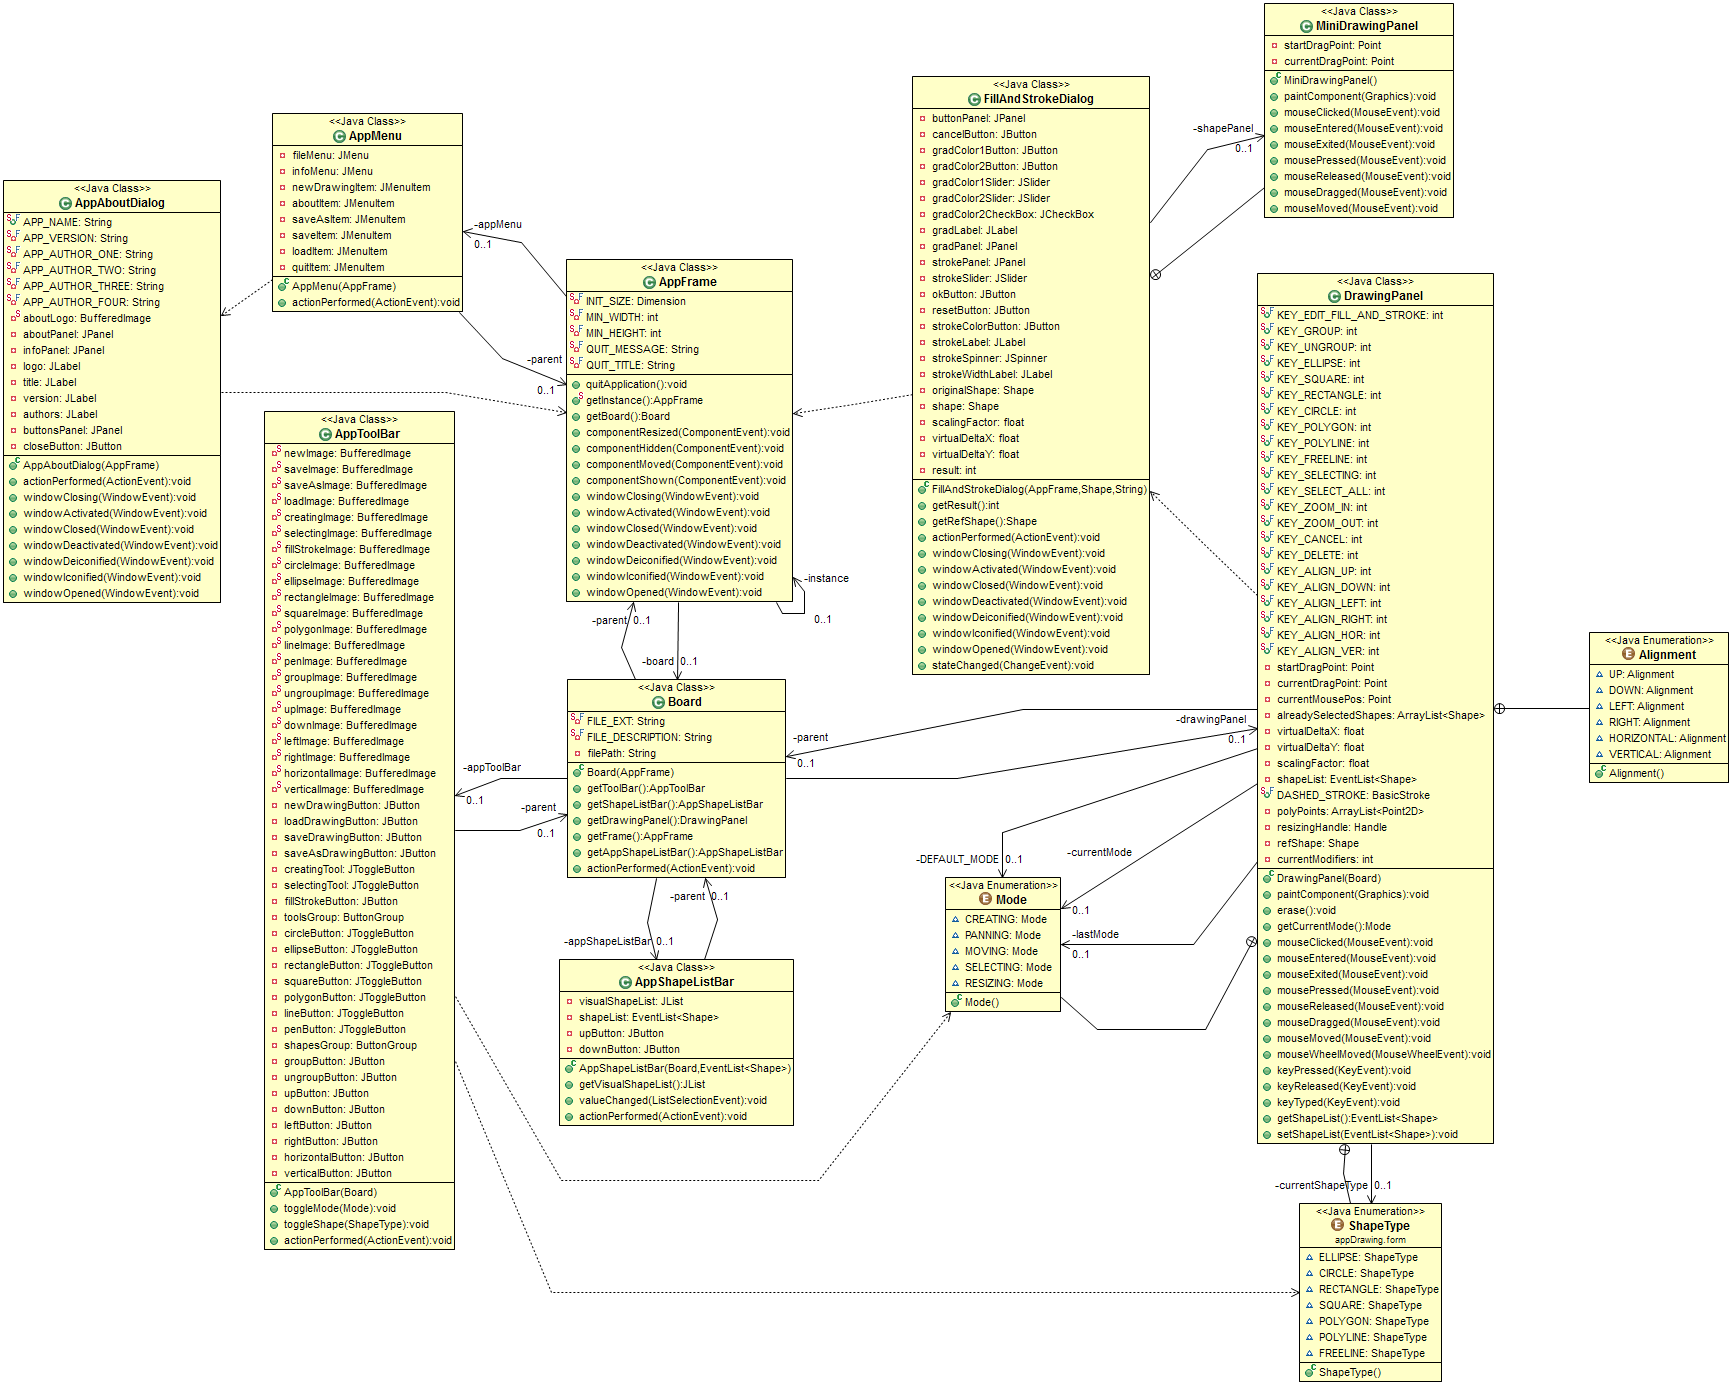 <<Java Class>>
MiniDrawingPanel
startDragPoint: Point
currentDragPoint: Point
MiniDrawingPanel()
paintComponent(Graphics):void
mouseClicked(MouseEvent):void
mouseEntered(MouseEvent):void
mouseExited(MouseEvent):void
mousePressed(MouseEvent):void
mouseReleased(MouseEvent):void
mouseDragged(MouseEvent):void
mouseMoved(MouseEvent):void
<<Java Class>>
FillAndStrokeDialog
buttonPanel: JPanel
cancelButton: JButton
gradColor1Button: JButton
gradColor2Button: JButton
gradColor1Slider: JSlider
gradColor2Slider: JSlider
gradColor2CheckBox: JCheckBox
gradLabel: JLabel
gradPanel: JPanel
strokePanel: JPanel
strokeSlider: JSlider
okButton: JButton
resetButton: JButton
strokeColorButton: JButton
strokeLabel: JLabel
strokeSpinner: JSpinner
strokeWidthLabel: JLabel
originalShape: Shape
shape: Shape
scalingFactor: float
virtualDeltaX: float
virtualDeltaY: float
result: int
FillAndStrokeDialog(AppFrame,Shape,String)
getResult():int
getRefShape():Shape
actionPerformed(ActionEvent):void
windowClosing(WindowEvent):void
windowActivated(WindowEvent):void
windowClosed(WindowEvent):void
windowDeactivated(WindowEvent):void
windowDeiconified(WindowEvent):void
windowIconified(WindowEvent):void
windowOpened(WindowEvent):void
stateChanged(ChangeEvent):void
-shapePanel
0..1
<<Java Class>>
AppMenu
fileMenu: JMenu
infoMenu: JMenu
newDrawingItem: JMenuItem
aboutItem: JMenuItem
saveAsItem: JMenuItem
saveItem: JMenuItem
loadItem: JMenuItem
quitItem: JMenuItem
AppMenu(AppFrame)
actionPerformed(ActionEvent):void
-appMenu
0..1
-parent
0..1
<<Java Class>>
AppAboutDialog
APP_NAME: String
APP_VERSION: String
APP_AUTHOR_ONE: String
APP_AUTHOR_TWO: String
APP_AUTHOR_THREE: String
APP_AUTHOR_FOUR: String
aboutLogo: BufferedImage
aboutPanel: JPanel
infoPanel: JPanel
logo: JLabel
title: JLabel
version: JLabel
authors: JLabel
buttonsPanel: JPanel
closeButton: JButton
AppAboutDialog(AppFrame)
actionPerformed(ActionEvent):void
windowClosing(WindowEvent):void
windowActivated(WindowEvent):void
windowClosed(WindowEvent):void
windowDeactivated(WindowEvent):void
windowDeiconified(WindowEvent):void
windowIconified(WindowEvent):void
windowOpened(WindowEvent):void
<<Java Class>>
AppFrame
INIT_SIZE: Dimension
MIN_WIDTH: int
MIN_HEIGHT: int
QUIT_MESSAGE: String
QUIT_TITLE: String
quitApplication():void
getInstance():AppFrame
getBoard():Board
componentResized(ComponentEvent):void
componentHidden(ComponentEvent):void
componentMoved(ComponentEvent):void
componentShown(ComponentEvent):void
windowClosing(WindowEvent):void
windowActivated(WindowEvent):void
windowClosed(WindowEvent):void
windowDeactivated(WindowEvent):void
windowDeiconified(WindowEvent):void
windowIconified(WindowEvent):void
windowOpened(WindowEvent):void
-instance
0..1
-parent 0..1
-board 0..1
<<Java Class>>
DrawingPanel
KEY_EDIT_FILL_AND_STROKE: int
KEY_GROUP: int
KEY_UNGROUP: int
KEY_ELLIPSE: int
KEY_SQUARE: int
KEY_RECTANGLE: int
KEY_CIRCLE: int
KEY_POLYGON: int
KEY_POLYLINE: int
KEY_FREELINE: int
KEY_SELECTING: int
KEY_SELECT_ALL: int
KEY_ZOOM_IN: int
KEY_ZOOM_OUT: int
KEY_CANCEL: int
KEY_DELETE: int
KEY_ALIGN_UP: int
KEY_ALIGN_DOWN: int
KEY_ALIGN_LEFT: int
KEY_ALIGN_RIGHT: int
KEY_ALIGN_HOR: int
KEY_ALIGN_VER: int
startDragPoint: Point
currentDragPoint: Point
currentMousePos: Point
alreadySelectedShapes: ArrayList<Shape>
virtualDeltaX: float
virtualDeltaY: float
scalingFactor: float
shapeList: EventList<Shape>
DASHED_STROKE: BasicStroke
polyPoints: ArrayList<Point2D>
resizingHandle: Handle
refShape: Shape
currentModifiers: int
DrawingPanel(Board)
paintComponent(Graphics):void
erase():void
getCurrentMode():Mode
mouseClicked(MouseEvent):void
mouseEntered(MouseEvent):void
mouseExited(MouseEvent):void
mousePressed(MouseEvent):void
mouseReleased(MouseEvent):void
mouseDragged(MouseEvent):void
mouseMoved(MouseEvent):void
mouseWheelMoved(MouseWheelEvent):void
keyPressed(KeyEvent):void
keyReleased(KeyEvent):void
keyTyped(KeyEvent):void
getShapeList():EventList<Shape>
setShapeList(EventList<Shape>):void
<<Java Class>>
AppToolBar
newImage: BufferedImage
saveImage: BufferedImage
saveAsImage: BufferedImage
loadImage: BufferedImage
creatingImage: BufferedImage
selectingImage: BufferedImage
fillStrokeImage: BufferedImage
circleImage: BufferedImage
ellipseImage: BufferedImage
rectangleImage: BufferedImage
squareImage: BufferedImage
polygonImage: BufferedImage
lineImage: BufferedImage
penImage: BufferedImage
groupImage: BufferedImage
ungroupImage: BufferedImage
upImage: BufferedImage
downImage: BufferedImage
leftImage: BufferedImage
rightImage: BufferedImage
horizontalImage: BufferedImage
verticalImage: BufferedImage
newDrawingButton: JButton
loadDrawingButton: JButton
saveDrawingButton: JButton
saveAsDrawingButton: JButton
creatingTool: JToggleButton
selectingTool: JToggleButton
fillStrokeButton: JButton
toolsGroup: ButtonGroup
circleButton: JToggleButton
ellipseButton: JToggleButton
rectangleButton: JToggleButton
squareButton: JToggleButton
polygonButton: JToggleButton
lineButton: JToggleButton
penButton: JToggleButton
shapesGroup: ButtonGroup
groupButton: JButton
ungroupButton: JButton
upButton: JButton
downButton: JButton
leftButton: JButton
rightButton: JButton
horizontalButton: JButton
verticalButton: JButton
AppToolBar(Board)
toggleMode(Mode):void
toggleShape(ShapeType):void
actionPerformed(ActionEvent):void
<<Java Class>>
Board
FILE_EXT: String
FILE_DESCRIPTION: String
filePath: String
Board(AppFrame)
getToolBar():AppToolBar
getShapeListBar():AppShapeListBar
getDrawingPanel():DrawingPanel
getFrame():AppFrame
getAppShapeListBar():AppShapeListBar
actionPerformed(ActionEvent):void
-appToolBar
0..1
-parent
0..1
-parent
0..1
-drawingPanel
0..1
-parent 0..1
-appShapeListBar 0..1
<<Java Class>>
AppShapeListBar
visualShapeList: JList
shapeList: EventList<Shape>
upButton: JButton
downButton: JButton
AppShapeListBar(Board,EventList<Shape>)
getVisualShapeList():JList
valueChanged(ListSelectionEvent):void
actionPerformed(ActionEvent):void
<<Java Enumeration>>
Alignment
UP: Alignment
DOWN: Alignment
LEFT: Alignment
RIGHT: Alignment
HORIZONTAL: Alignment
VERTICAL: Alignment
Alignment()
-DEFAULT_MODE 0..1
-currentMode
0..1
-lastMode
0..1
<<Java Enumeration>>
Mode
CREATING: Mode
PANNING: Mode
MOVING: Mode
SELECTING: Mode
RESIZING: Mode
Mode()
-currentShapeType 0..1
<<Java Enumeration>>
ShapeType
appDrawing.form
ELLIPSE: ShapeType
CIRCLE: ShapeType
RECTANGLE: ShapeType
SQUARE: ShapeType
POLYGON: ShapeType
POLYLINE: ShapeType
FREELINE: ShapeType
ShapeType()